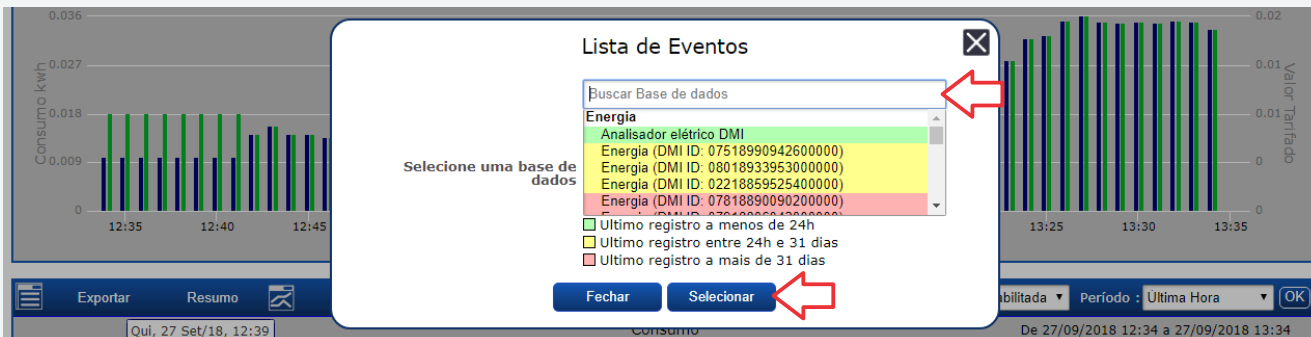 0.036
0.027
0.018
0.009
0
Consumo kwh
12:35
12:40
12:45
Lista de Eventos
Buscar Base de dados
Selecione uma base de
dados
Energia
Analisador elétrico DMI
Energia (DMI ID: 07518990942600000)
Energia (DMI ID: 08018933953000000)
Energia (DMI ID: 02218859525400000)
Energia (DMI ID: 07818890090200000)
Ultimo registro a menos de 24h
Ultimo registro entre 24h e 31 dias
Ultimo registro a mais de 31 dias
Fechar
Selecionar
0.02
0.01
0.01
0
0
Valor Tarifado
13:25
13:30
13:35
Exportar
Resumo
abilitada
Período :
Última Hora
OK
Qui, 27 Set/18, 12:39
Consumo
De 27/09/2018 12:34 a 27/09/2018 13:34